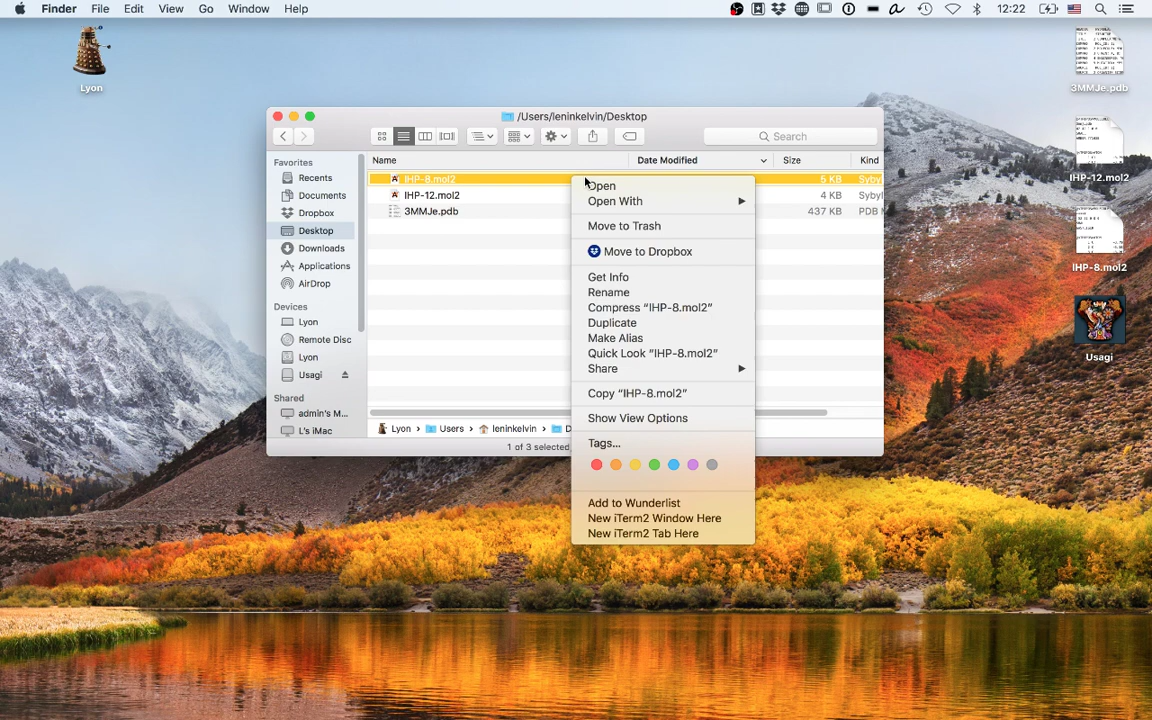 Finder File Edit View Go Window Help
12:22
Lyon
3MMJe.pdb
IHP-12.mol2
IHP-8.mol2
Usagi
/Users/leninkelvin/Desktop
Search
Favorites
Recents
Documents
Dropbox
Desktop
Downloads
Applications
AirDrop
Devices
Lyon
Remote Disc
Lyon
Usagi
Shared
admin's M...
L's iMac
Name Date Modified Size Kind
IHP-8.mol2 5 KB Sybyl
IHP-12.mol2 4 KB Sybyl
3MMJe.pdb 437 KB PDB
Lyon › Users › leninkelvin › D
1 of 3 selected
Open
Open With
Move to Trash
Move to Dropbox
Get Info
Rename
Compress “IHP-8.mol2”
Duplicate
Make Alias
Quick Look “IHP-8.mol2”
Share
Copy “IHP-8.mol2”
Show View Options
Tags...
Add to Wunderlist
New iTerm2 Window Here
New iTerm2 Tab Here